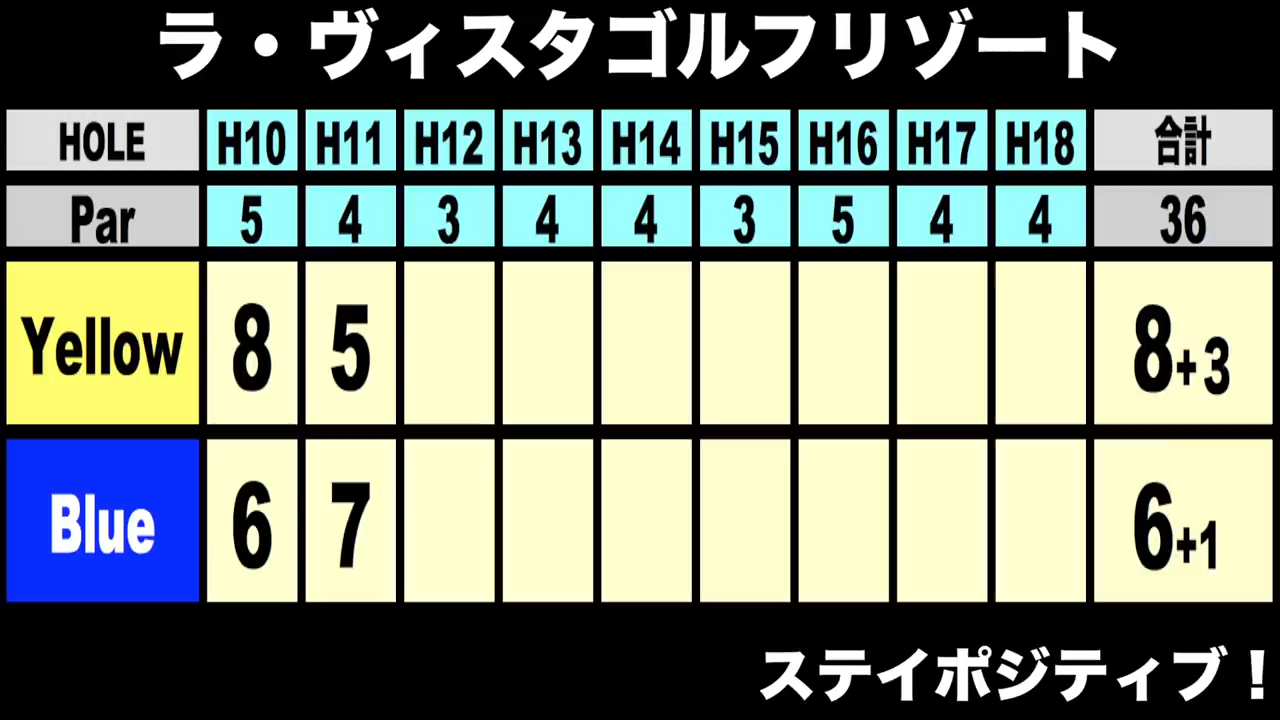 ラ・ヴィスタゴルフリゾート
HOLE H10 H11 H12 H13 H14 H15 H16 H17 H18 合計
Par 5 4 3 4 4 3 5 4 4 36
Yellow 8 5 8+3
Blue 6 7 6+1
ステイポジティブ！